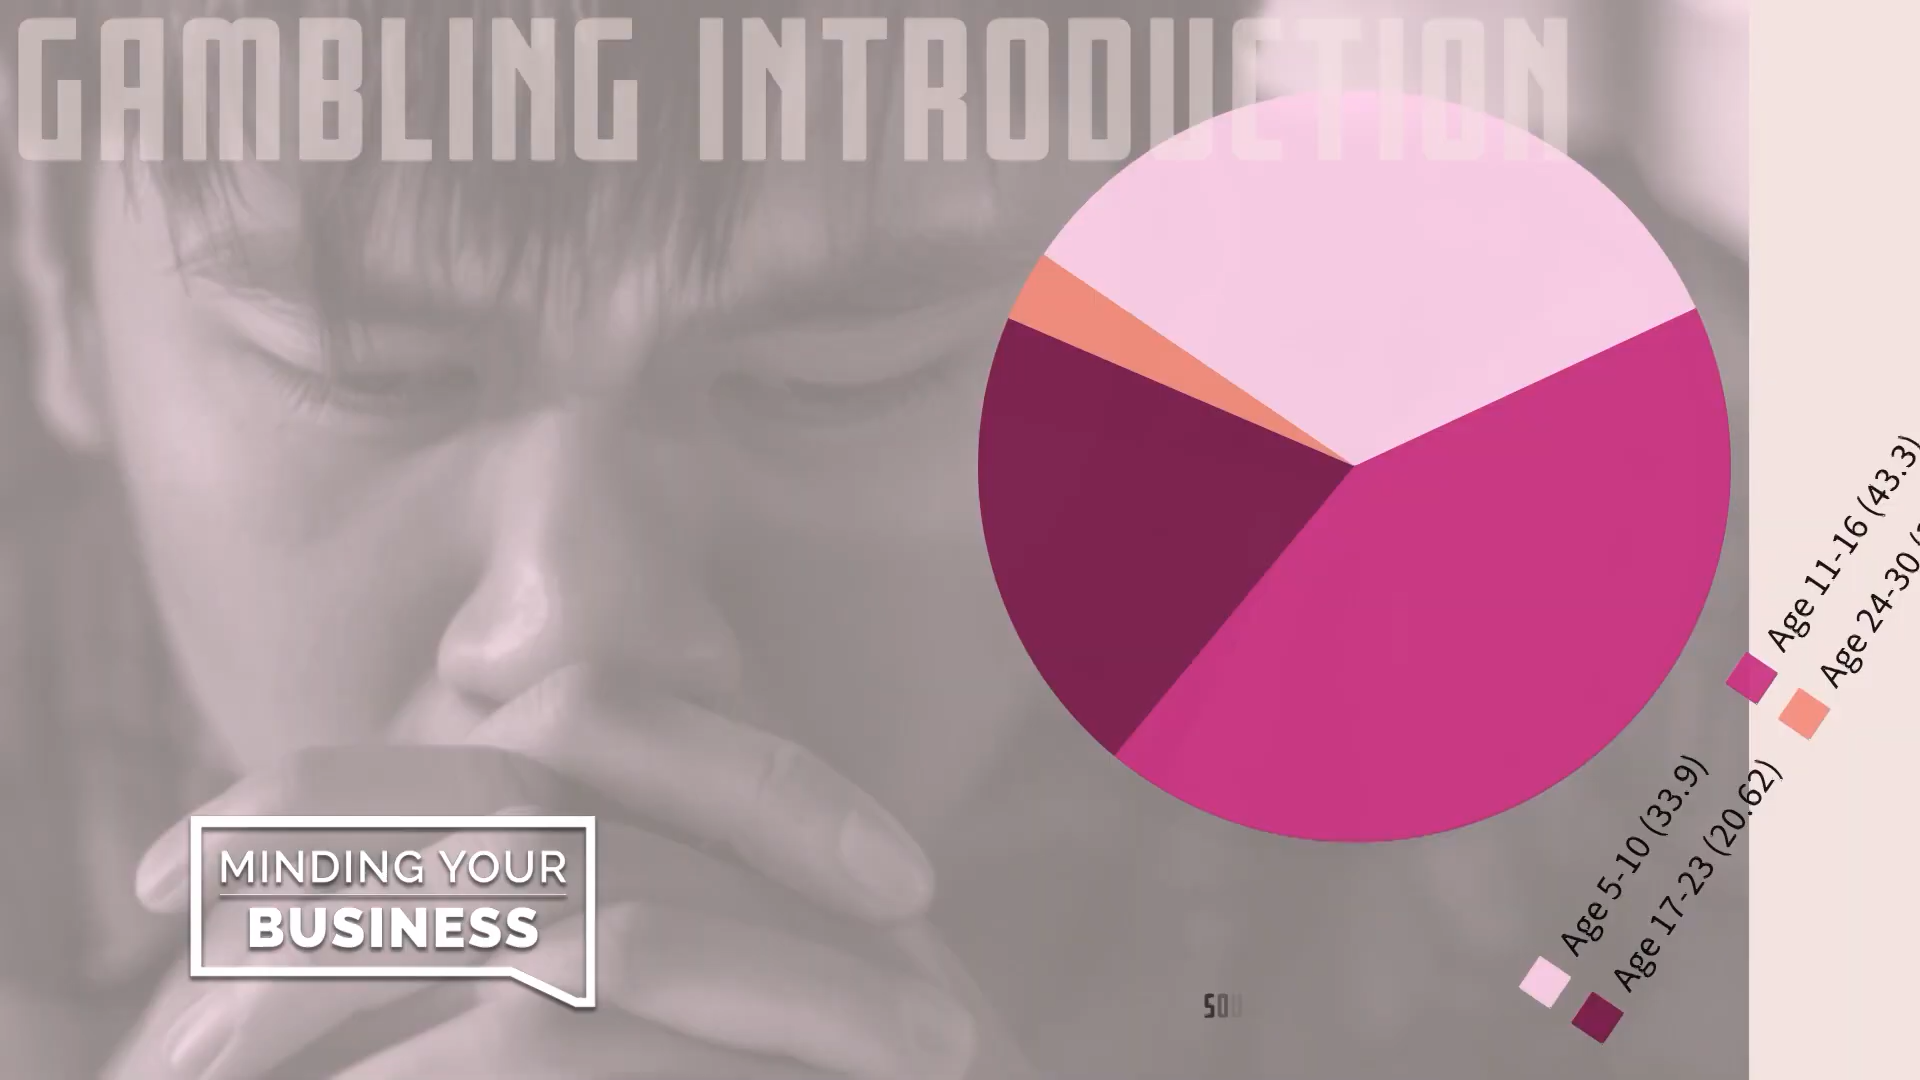 GAMBLING INTRODUCTION
Age 11-16 (43.3)
Age 24-30
Age 5-10 (33.9)
Age 17-23 (20.62)
MINDING YOUR
BUSINESS